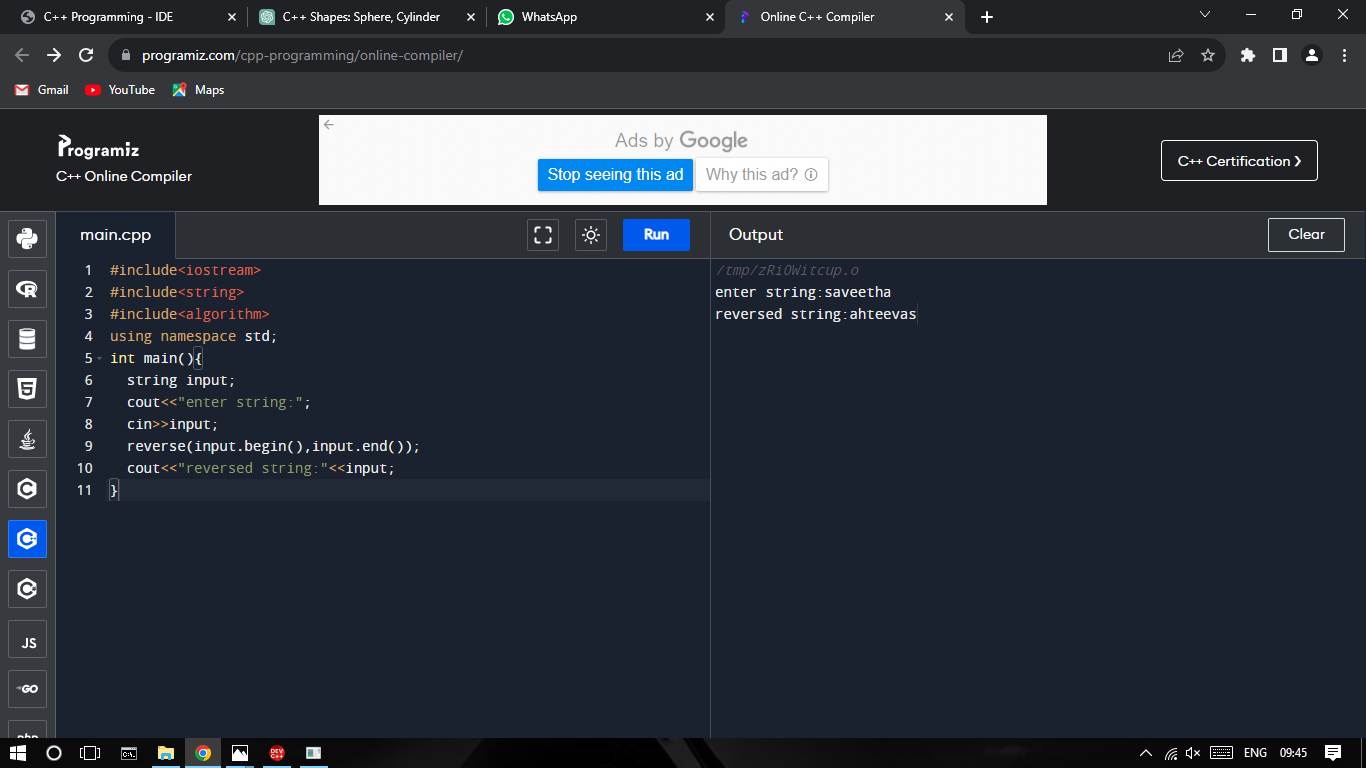 C++ Programming - IDE
C++ Shapes: Sphere, Cylinder
WhatsApp
Online C++ Compiler
programiz.com/cpp-programming/online-compiler/
Gmail
YouTube
Maps
Programiz
C++ Online Compiler
Ads by Google
Stop seeing this ad
Why this ad?
C++ Certification ❯
main.cpp
Run
Output
Clear
1 #include<iostream>
2 #include<string>
3 #include<algorithm>
4 using namespace std;
5 int main(){
6 string input;
7 cout<<"enter string:";
8 cin>>input;
9 reverse(input.begin(),input.end());
10 cout<<"reversed string:"<<input;
11 }
/tmp/zRiOWitcup.o
enter string:saveetha
reversed string:ahteevas
R
5
C
C
C
JS
GO
php
DEV C++
ENG
09:45